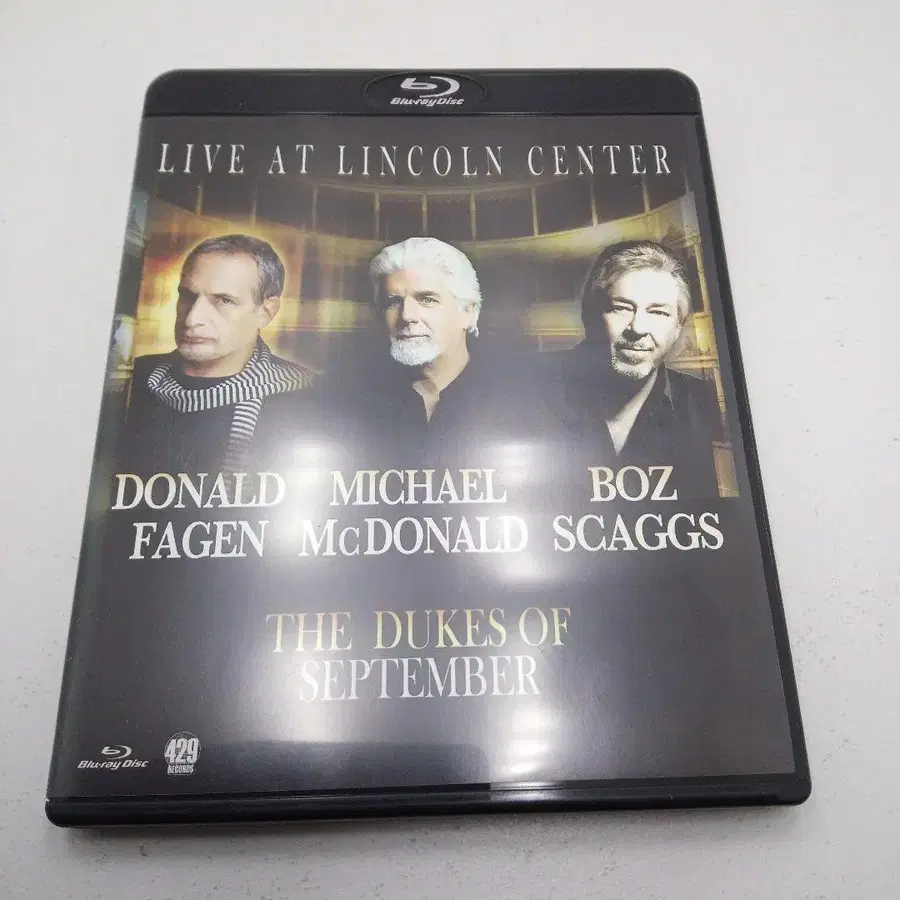 Blu-ray Disc
LIVE AT LINCOLN CENTER
DONALD FAGEN
MICHAEL McDONALD
BOZ SCAGGS
THE DUKES OF
SEPTEMBER
Blu-ray Disc
429
RECORDS